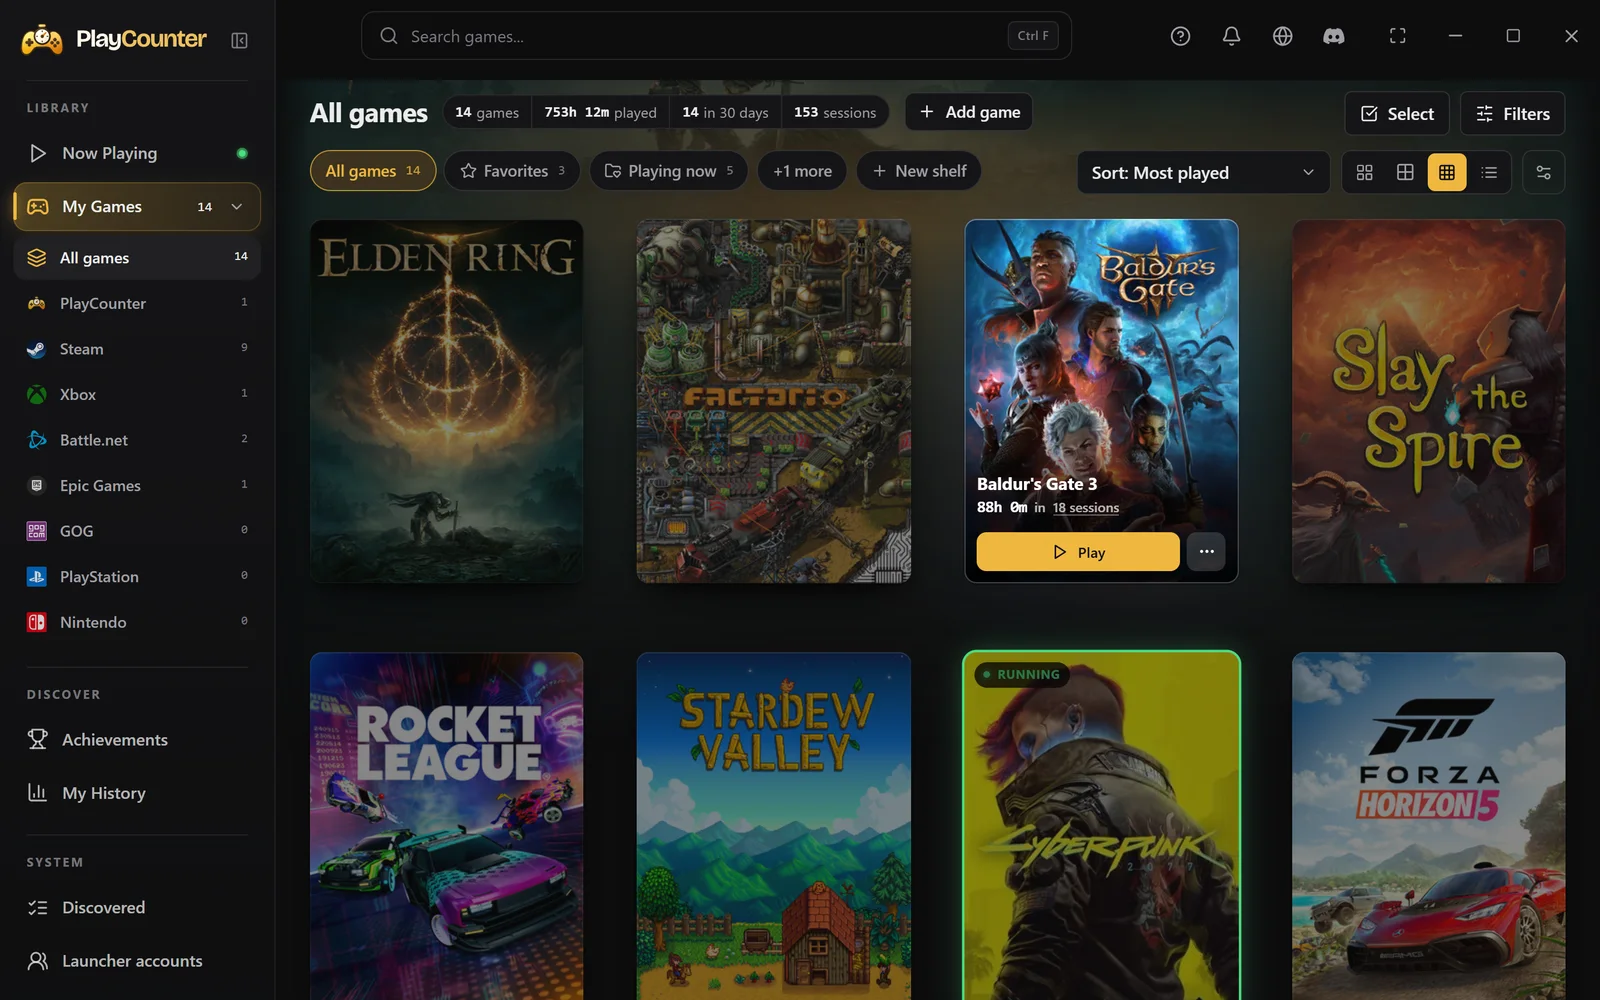 PlayCounter
Search games...
Ctrl F
LIBRARY
Now Playing
My Games 14
All games 14
PlayCounter 1
Steam 9
Xbox 1
Battle.net 2
Epic Games 1
GOG 0
PlayStation 0
Nintendo 0
DISCOVER
Achievements
My History
SYSTEM
Discovered
Launcher accounts
All games
14 games
753h 12m played
14 in 30 days
153 sessions
Add game
Select
Filters
All games 14
Favorites 3
Playing now 5
+1 more
New shelf
Sort: Most played
ELDEN RING
FACTORIO
Baldur's
Gate
Baldur's Gate 3
88h 0m in 18 sessions
Play
Slay
the
Spire
ROCKET
LEAGUE
STARDEW
VALLEY
RUNNING
Cyberpunk
2077
FORZA
HORIZON 5